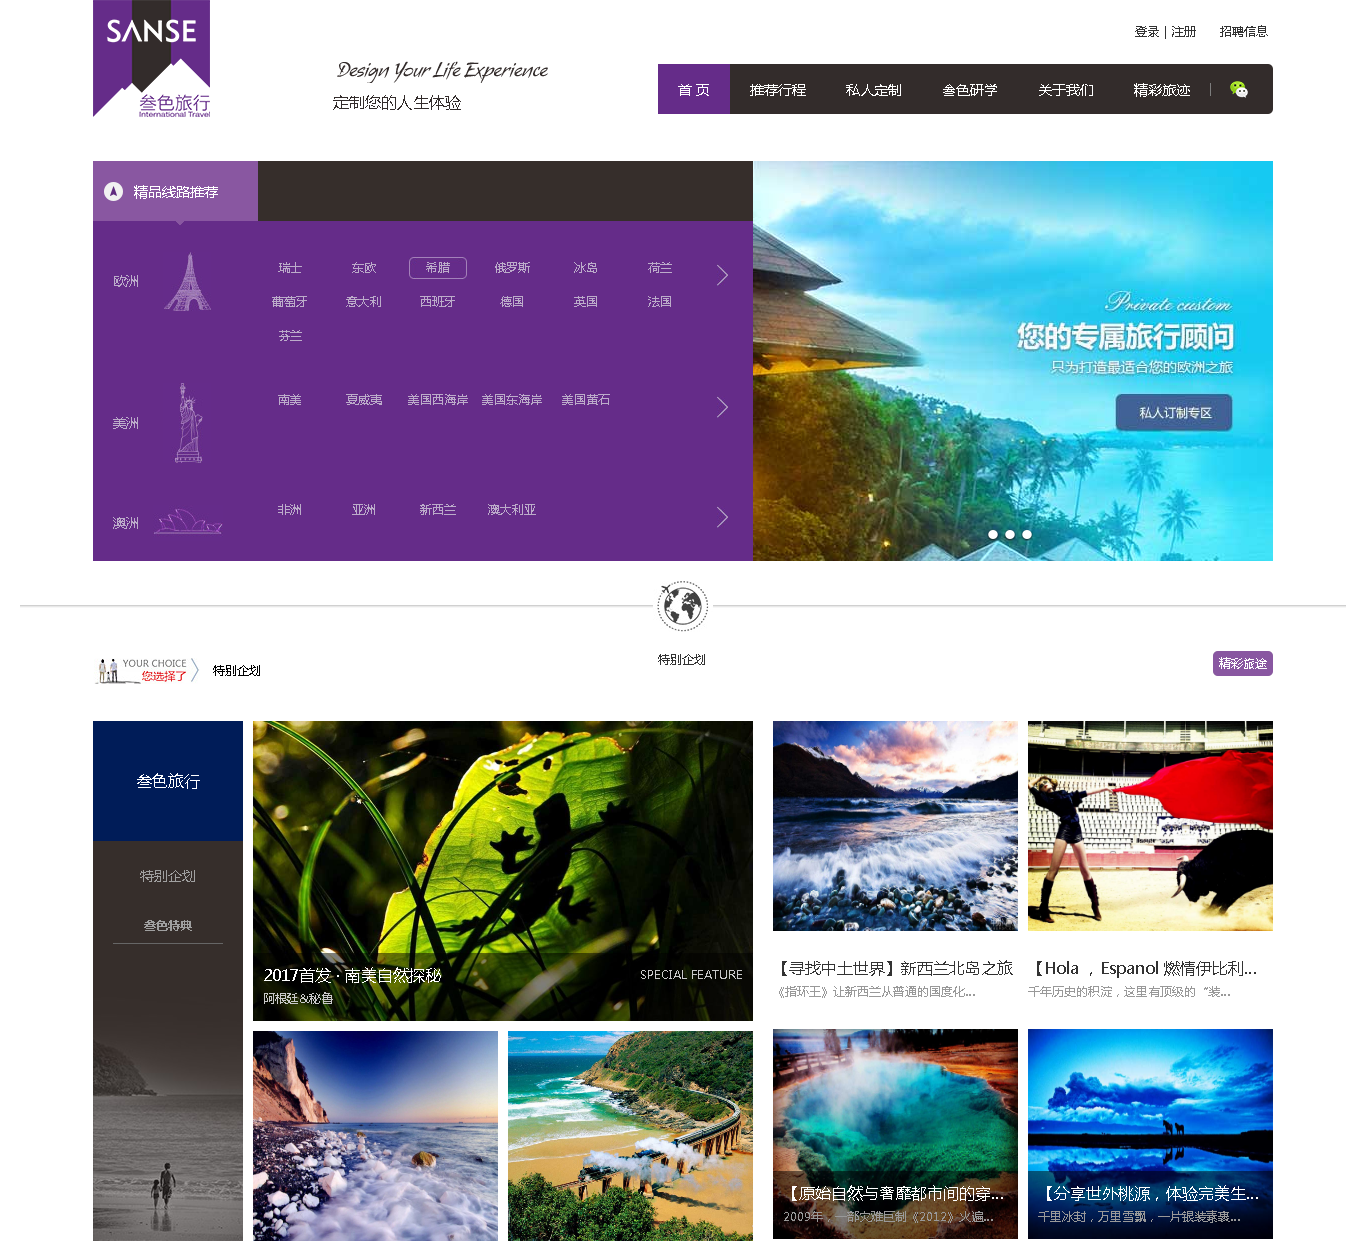 SANSE
叁色旅行
International Travel
Design Your Life Experience
定制您的人生体验
登录 | 注册 招聘信息
首 页 推荐行程 私人定制 叁色研学 关于我们 精彩旅迹
精品线路推荐
欧洲
瑞士 东欧 希腊 俄罗斯 冰岛 荷兰
葡萄牙 意大利 西班牙 德国 英国 法国
芬兰
美洲
南美 夏威夷 美国西海岸 美国东海岸 美国黄石
澳洲
非洲 亚洲 新西兰 澳大利亚
Private custom
您的专属旅行顾问
只为打造最适合您的欧洲之旅
私人订制专区
特别企划
YOUR CHOICE
您选择了
特别企划
精彩旅途
叁色旅行
特别企划
叁色特典
2017首发 · 南美自然探秘
SPECIAL FEATURE
阿根廷&秘鲁
【寻找中土世界】新西兰北岛之旅
《指环王》让新西兰从普通的国度化...
【Hola ，Espanol 燃情伊比利...
千年历史的积淀，这里有顶级的“装...
【原始自然与奢靡都市间的穿...
2009年，一部灾难巨制《2012》火遍...
【分享世外桃源，体验完美生...
千里冰封，万里雪飘，一片银装素裹...